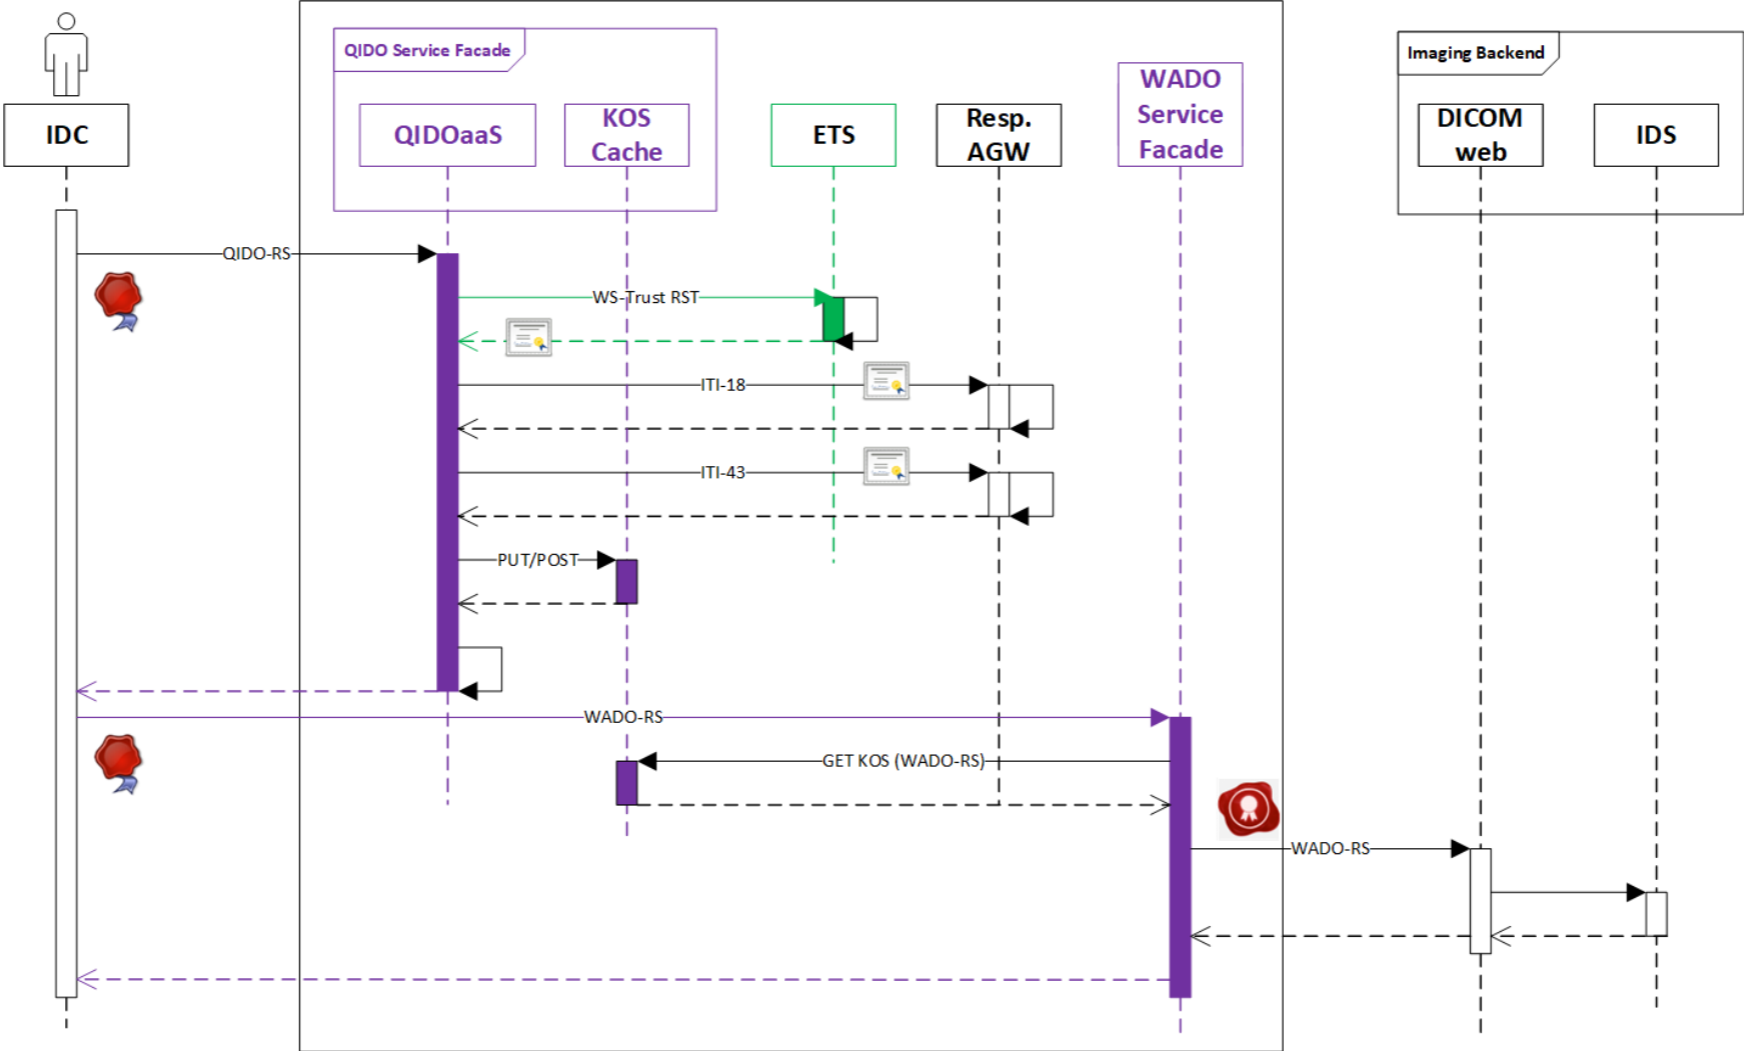 QIDO Service Facade
Imaging Backend
IDC
QIDOaaS
KOS
Cache
ETS
Resp.
AGW
WADO
Service
Facade
DICOM
web
IDS
QIDO-RS
WS-Trust RST
ITI-18
ITI-43
PUT/POST
WADO-RS
GET KOS (WADO-RS)
WADO-RS